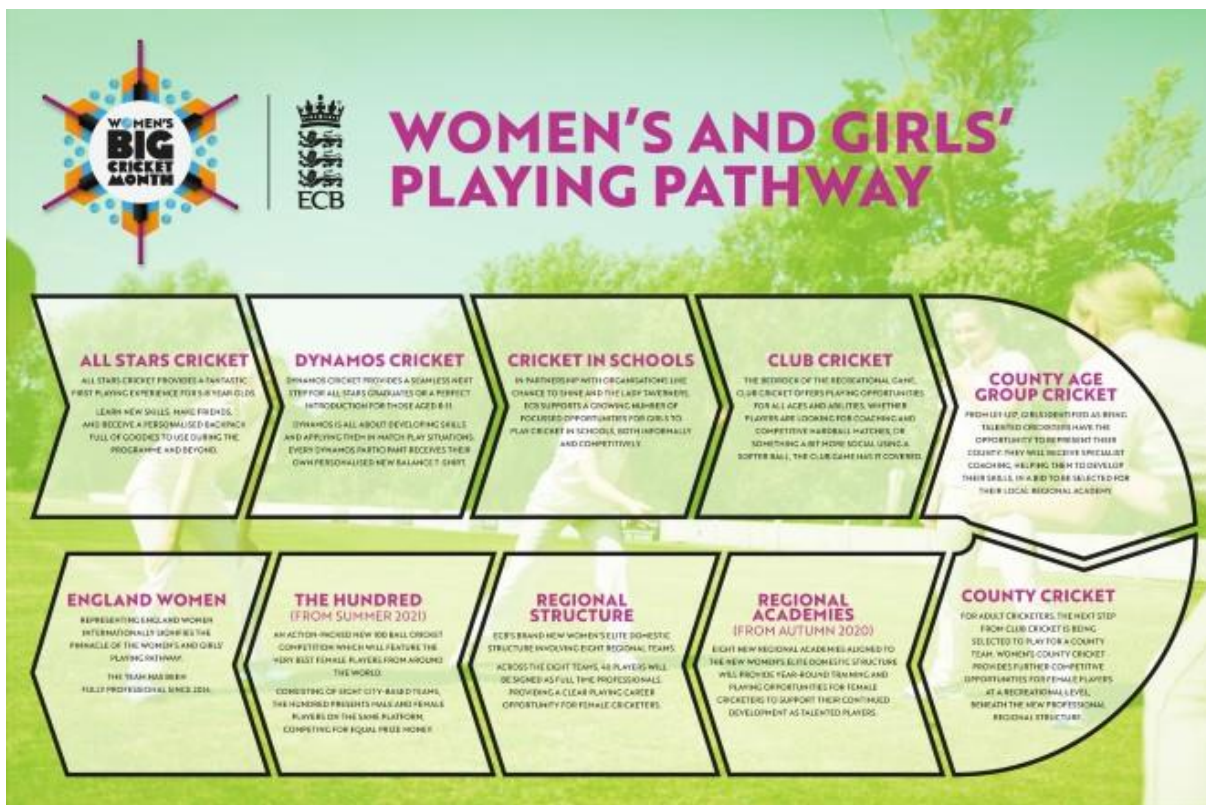 WOMEN'S
BIG
CRICKET
MONTH
ECB
WOMEN'S AND GIRLS'
PLAYING PATHWAY
ALL STARS CRICKET
ALL STARS CRICKET PROVIDES A FANTASTIC
FIRST PLAYING EXPERIENCE FOR 5-8 YEAR OLDS.
LEARN NEW SKILLS, MAKE FRIENDS,
AND RECEIVE A PERSONALISED BACKPACK
FULL OF GOODIES TO USE DURING THE
PROGRAMME AND BEYOND.
DYNAMOS CRICKET
DYNAMOS CRICKET PROVIDES A SEAMLESS NEXT
STEP FOR ALL STARS GRADUATES OR A PERFECT
INTRODUCTION FOR THOSE AGED 8-11.
DYNAMOS IS ALL ABOUT DEVELOPING SKILLS
AND APPLYING THEM IN MATCH PLAY SITUATIONS.
EVERY DYNAMOS PARTICIPANT RECEIVES THEIR
OWN PERSONALISED NEW BALANCE T-SHIRT.
CRICKET IN SCHOOLS
IN PARTNERSHIP WITH ORGANISATIONS LIKE
CHANCE TO SHINE AND THE LADY TAVERNERS,
ECB SUPPORTS A GROWING NUMBER OF
FOCUSED OPPORTUNITIES FOR GIRLS TO
PLAY CRICKET IN SCHOOLS, BOTH INFORMALLY
AND COMPETITIVELY.
CLUB CRICKET
THE BEDROCK OF THE RECREATIONAL GAME,
CLUB CRICKET OFFERS PLAYING OPPORTUNITIES
FOR ALL AGES AND ABILITIES. WHETHER
PLAYERS ARE LOOKING FOR COACHING AND
COMPETITIVE HARDBALL MATCHES, OR
SOMETHING A BIT MORE SOCIAL USING A
SOFTER BALL, THE CLUB GAME HAS IT COVERED.
COUNTY AGE
GROUP CRICKET
FROM U11-U17, GIRLS IDENTIFIED AS BEING
TALENTED CRICKETERS HAVE THE
OPPORTUNITY TO REPRESENT THEIR
COUNTY. THEY WILL RECEIVE SPECIALIST
COACHING, HELPING THEM TO DEVELOP
THEIR SKILLS, IN A BID TO BE SELECTED FOR
THEIR LOCAL REGIONAL ACADEMY.
COUNTY CRICKET
FOR ADULT CRICKETERS, THE NEXT STEP
FROM CLUB CRICKET IS BEING
SELECTED TO PLAY FOR A COUNTY
TEAM. WOMEN'S COUNTY CRICKET
PROVIDES FURTHER COMPETITIVE
OPPORTUNITIES FOR FEMALE PLAYERS
AT A RECREATIONAL LEVEL,
BENEATH THE NEW PROFESSIONAL
REGIONAL STRUCTURE.
REGIONAL
ACADEMIES
(FROM AUTUMN 2020)
EIGHT NEW REGIONAL ACADEMIES ALIGNED TO
THE NEW WOMEN'S ELITE DOMESTIC STRUCTURE
WILL PROVIDE YEAR-ROUND TRAINING AND
PLAYING OPPORTUNITIES FOR FEMALE
CRICKETERS TO SUPPORT THEIR CONTINUED
DEVELOPMENT AS TALENTED PLAYERS.
REGIONAL
STRUCTURE
ECB'S BRAND NEW WOMEN'S ELITE DOMESTIC
STRUCTURE INVOLVING EIGHT REGIONAL TEAMS.
ACROSS THE EIGHT TEAMS, 40 PLAYERS WILL
BE SIGNED AS FULL TIME PROFESSIONALS,
PROVIDING A CLEAR PLAYING CAREER
OPPORTUNITY FOR FEMALE CRICKETERS.
THE HUNDRED
(FROM SUMMER 2021)
AN ACTION-PACKED NEW 100 BALL CRICKET
COMPETITION WHICH WILL FEATURE THE
VERY BEST FEMALE PLAYERS FROM AROUND
THE WORLD.
CONSISTING OF EIGHT CITY-BASED TEAMS,
THE HUNDRED PRESENTS MALE AND FEMALE
PLAYERS ON THE SAME PLATFORM,
COMPETING FOR EQUAL PRIZE MONEY.
ENGLAND WOMEN
REPRESENTING ENGLAND WOMEN
INTERNATIONALLY SIGNIFIES THE
PINNACLE OF THE WOMEN'S AND GIRLS'
PLAYING PATHWAY.
THE TEAM HAS BEEN
FULLY PROFESSIONAL SINCE 2014.